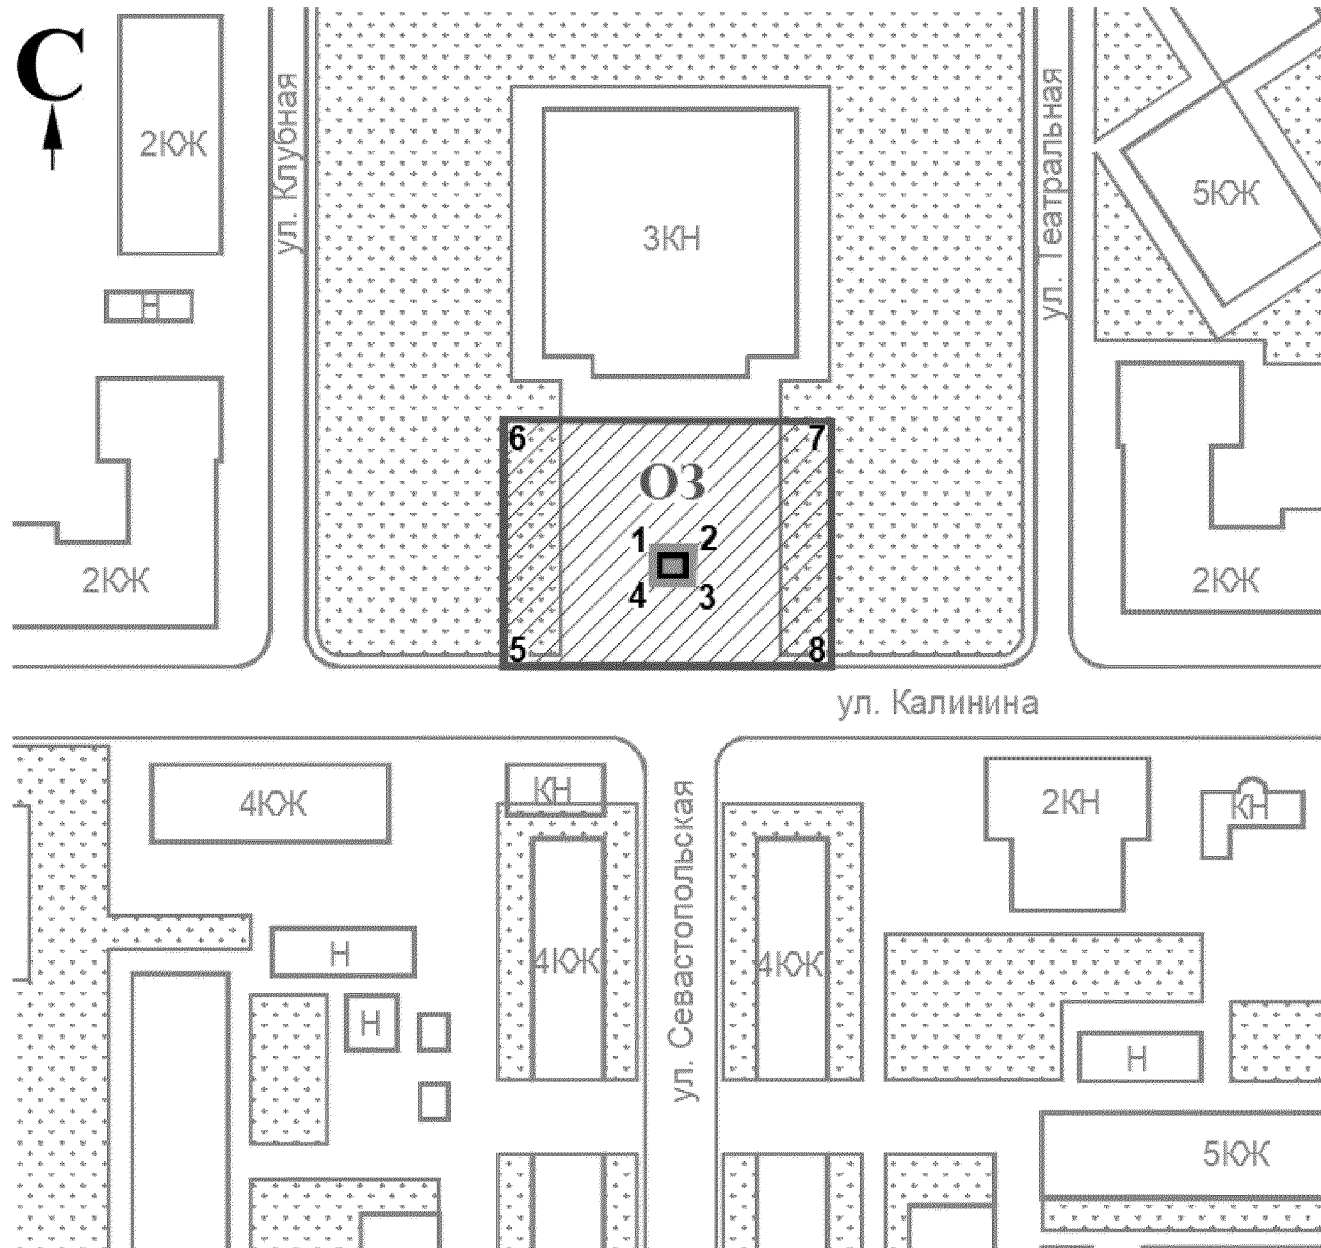 С
2КЖ
ул. Клубная
3КН
ул. Театральная
5КЖ
Н
6
7
ОЗ
1
2
4
3
5
8
2КЖ
2КЖ
ул. Калинина
4КЖ
КН
ул. Севастопольская
2КН
КН
Н
4КЖ
4КЖ
Н
Н
5КЖ